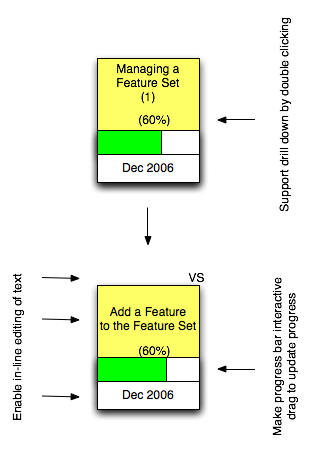 Managing a
Feature Set
(1)
(60%)
Dec 2006
Support drill down by double clicking
VS
Add a Feature
to the Feature Set
(60%)
Dec 2006
Enable in-line editing of text
Make progress bar interactive
drag to update progress